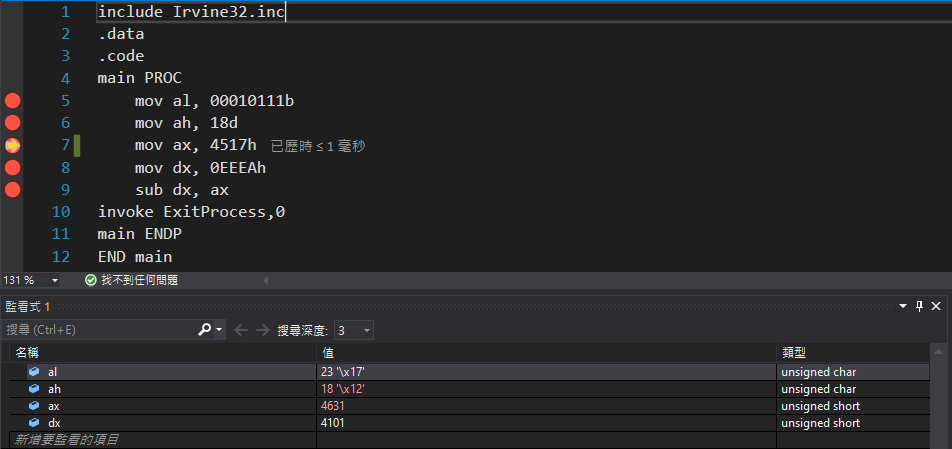 1 include Irvine32.inc
2 .data
3 .code
4 main PROC
5 mov al, 00010111b
6 mov ah, 18d
7 mov ax, 4517h 已歷時 ≤ 1 毫秒
8 mov dx, 0EEEAh
9 sub dx, ax
10 invoke ExitProcess,0
11 main ENDP
12 END main
131 % 找不到任何問題
監看式 1
搜尋 (Ctrl+E) 搜尋深度: 3
名稱 值 類型
al 23 '\x17' unsigned char
ah 18 '\x12' unsigned char
ax 4631 unsigned short
dx 4101 unsigned short
新增要監看的項目